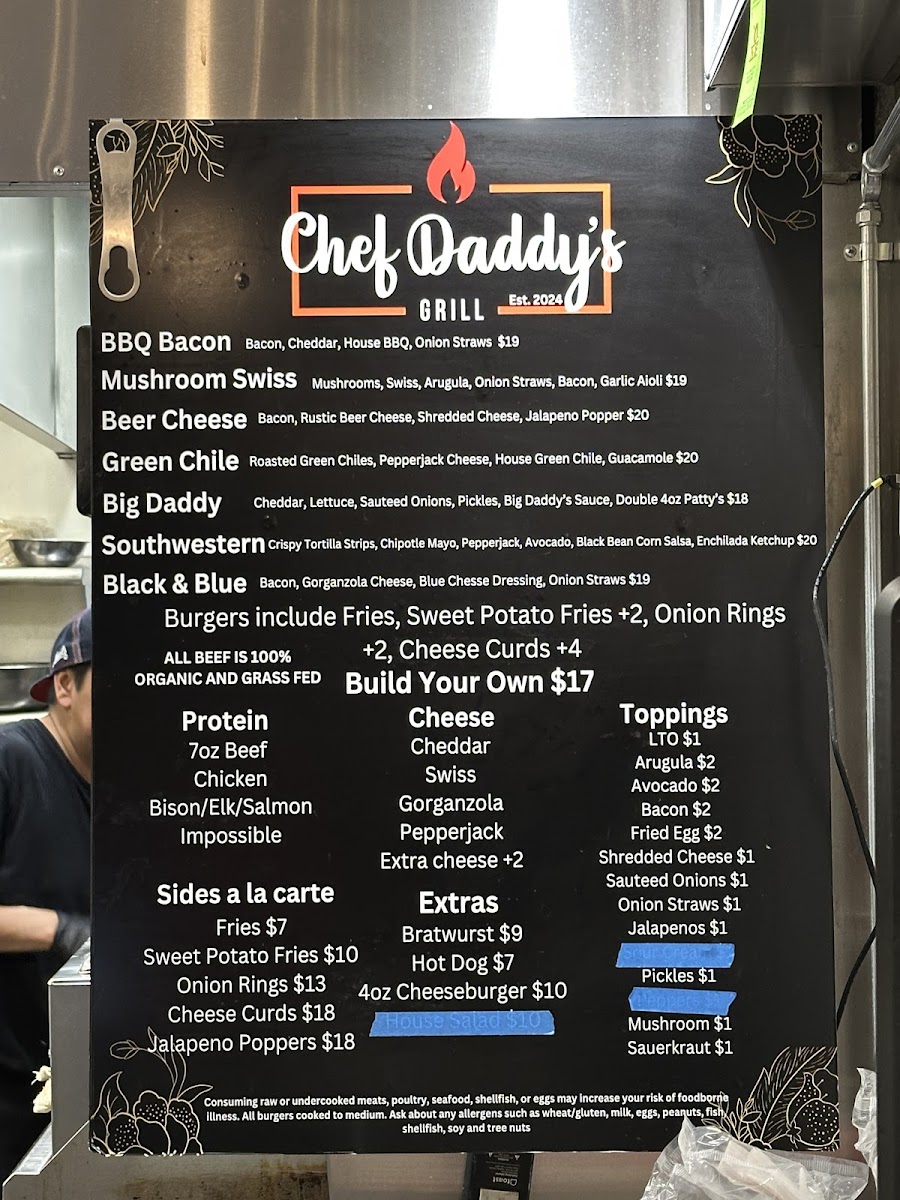 Chef Daddy's
GRILL
Est. 2024
BBQ Bacon Bacon, Cheddar, House BBQ, Onion Straws $19
Mushroom Swiss Mushrooms, Swiss, Arugula, Onion Straws, Bacon, Garlic Aioli $19
Beer Cheese Bacon, Rustic Beer Cheese, Shredded Cheese, Jalapeno Popper $20
Green Chile Roasted Green Chiles, Pepperjack Cheese, House Green Chile, Guacamole $20
Big Daddy Cheddar, Lettuce, Sauteed Onions, Pickles, Big Daddy's Sauce, Double 4oz Patty's $18
Southwestern Crispy Tortilla Strips, Chipotle Mayo, Pepperjack, Avocado, Black Bean Corn Salsa, Enchilada Ketchup $20
Black & Blue Bacon, Gorganzola Cheese, Blue Chesse Dressing, Onion Straws $19
Burgers include Fries, Sweet Potato Fries +2, Onion Rings
+2, Cheese Curds +4
ALL BEEF IS 100%
ORGANIC AND GRASS FED
Build Your Own $17
Protein
7oz Beef
Chicken
Bison/Elk/Salmon
Impossible
Cheese
Cheddar
Swiss
Gorganzola
Pepperjack
Extra cheese +2
Toppings
LTO $1
Arugula $2
Avocado $2
Bacon $2
Fried Egg $2
Shredded Cheese $1
Sauteed Onions $1
Onion Straws $1
Jalapenos $1
Pickles $1
Peppers
Mushroom $1
Sauerkraut $1
Sides a la carte
Fries $7
Sweet Potato Fries $10
Onion Rings $13
Cheese Curds $18
Jalapeno Poppers $18
Extras
Bratwurst $9
Hot Dog $7
4oz Cheeseburger $10
House Salad $10
Consuming raw or undercooked meats, poultry, seafood, shellfish, or eggs may increase your risk of foodborne
illness. All burgers cooked to medium. Ask about any allergens such as wheat/gluten, milk, eggs, peanuts, fish,
shellfish, soy and tree nuts
toast